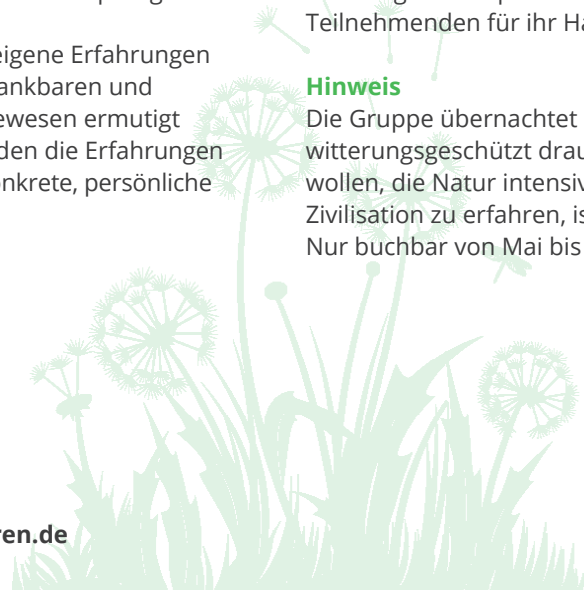 eigene Erfahrungen
ankbaren und
ewesen ermutigt
den die Erfahrungen
onkrete, persönliche
ren.de
Teilnehmenden für ihr Ha
Hinweis
Die Gruppe übernachtet
witterungsgeschützt drau
wollen, die Natur intensiv
Zivilisation zu erfahren, is
Nur buchbar von Mai bis